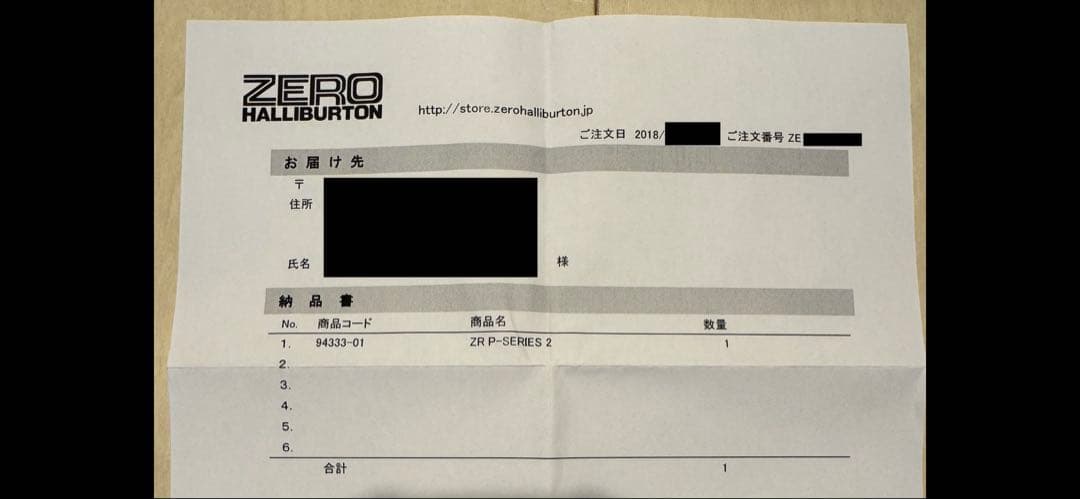 ZERO
HALLIBURTON
http://store.zerohalliburton.jp
ご注文日 2018/ ご注文番号 ZE
お届け先
〒
住所
氏名 様
納品書
No. 商品コード 商品名 数量
1. 94333-01 ZR P-SERIES 2 1
2.
3.
4.
5.
6.
合計 1